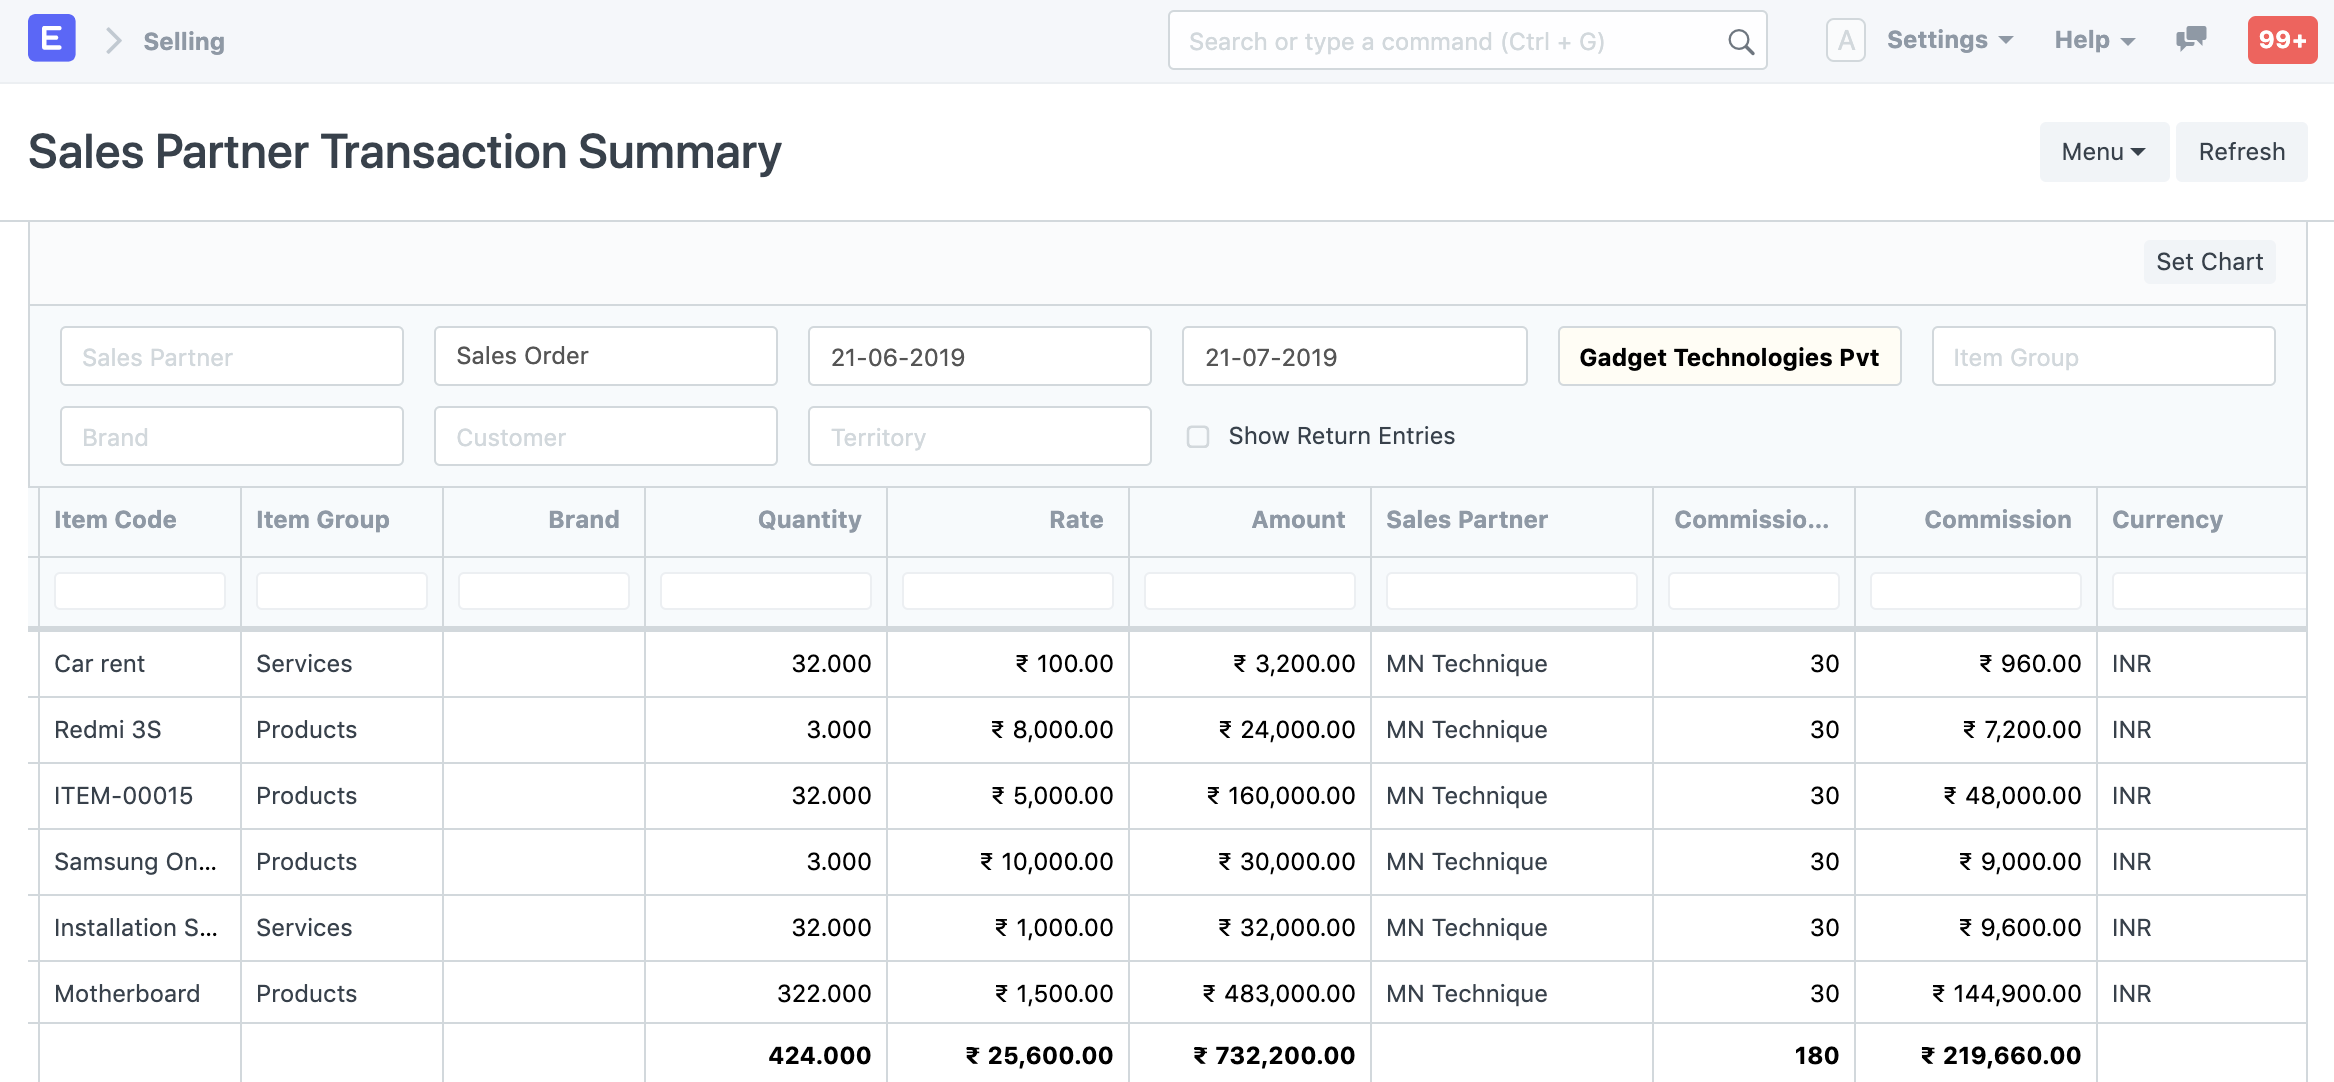 E Selling Search or type a command (Ctrl + G) A Settings Help 99+
Sales Partner Transaction Summary Menu Refresh
Set Chart
Sales Partner Sales Order 21-06-2019 21-07-2019 Gadget Technologies Pvt Item Group
Brand Customer Territory Show Return Entries
Item Code Item Group Brand Quantity Rate Amount Sales Partner Commissio... Commission Currency
Car rent Services 32.000 ₹ 100.00 ₹ 3,200.00 MN Technique 30 ₹ 960.00 INR
Redmi 3S Products 3.000 ₹ 8,000.00 ₹ 24,000.00 MN Technique 30 ₹ 7,200.00 INR
ITEM-00015 Products 32.000 ₹ 5,000.00 ₹ 160,000.00 MN Technique 30 ₹ 48,000.00 INR
Samsung On... Products 3.000 ₹ 10,000.00 ₹ 30,000.00 MN Technique 30 ₹ 9,000.00 INR
Installation S... Services 32.000 ₹ 1,000.00 ₹ 32,000.00 MN Technique 30 ₹ 9,600.00 INR
Motherboard Products 322.000 ₹ 1,500.00 ₹ 483,000.00 MN Technique 30 ₹ 144,900.00 INR
424.000 ₹ 25,600.00 ₹ 732,200.00 180 ₹ 219,660.00